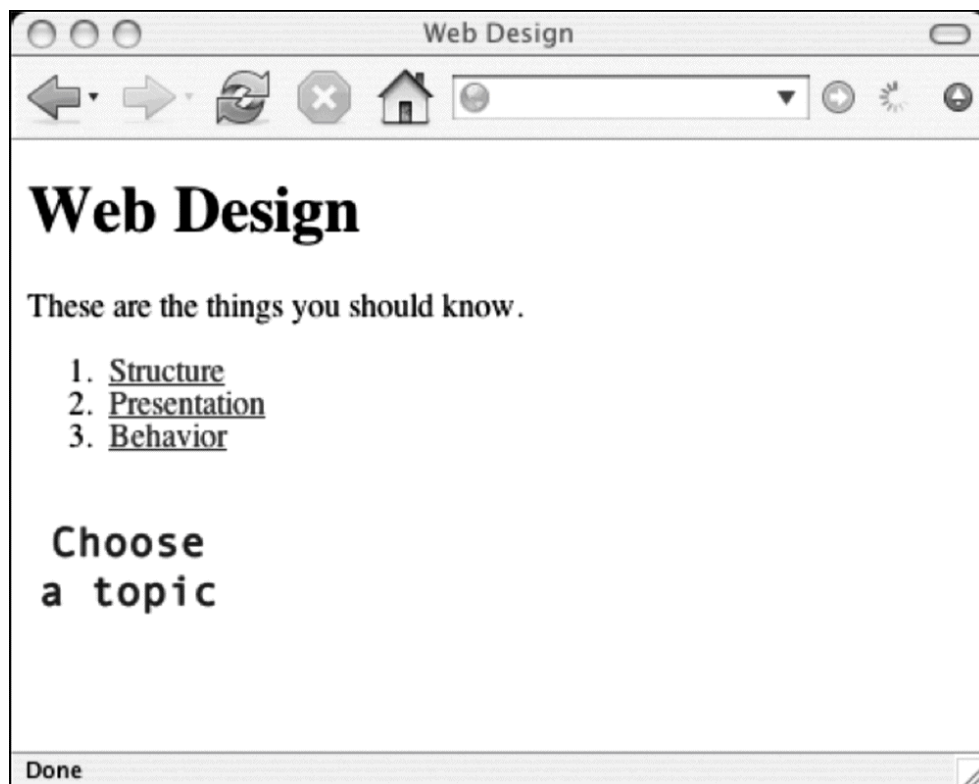 Web Design
Web Design
These are the things you should know.
1. Structure
2. Presentation
3. Behavior
Choose
a topic
Done